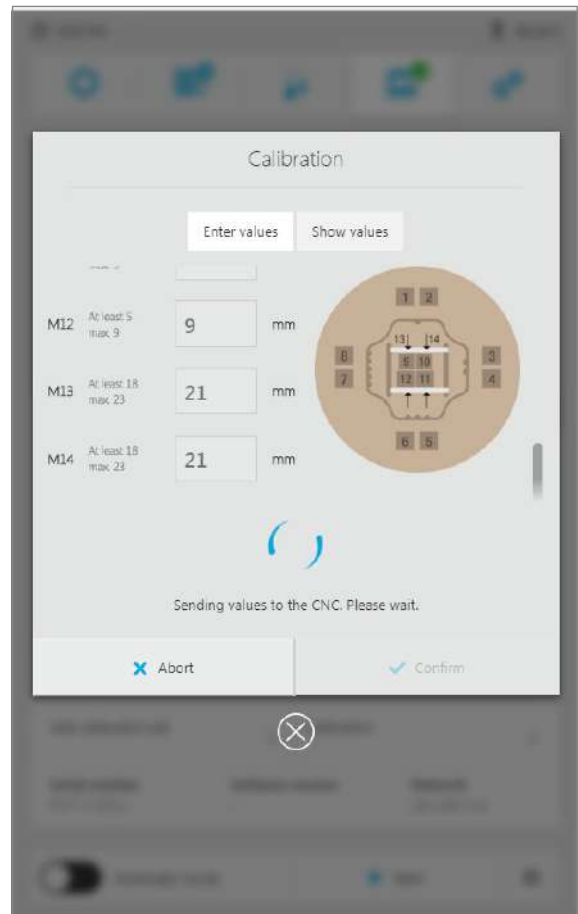 Calibration
Enter values Show values
M12 At least 5 9 mm
max. 9
M13 At least 18 21 mm
max. 23
M14 At least 18 21 mm
max. 23
1 2
13 14
8 9 10 3
7 12 11 4
6 5
Sending values to the CNC. Please wait.
Abort Confirm